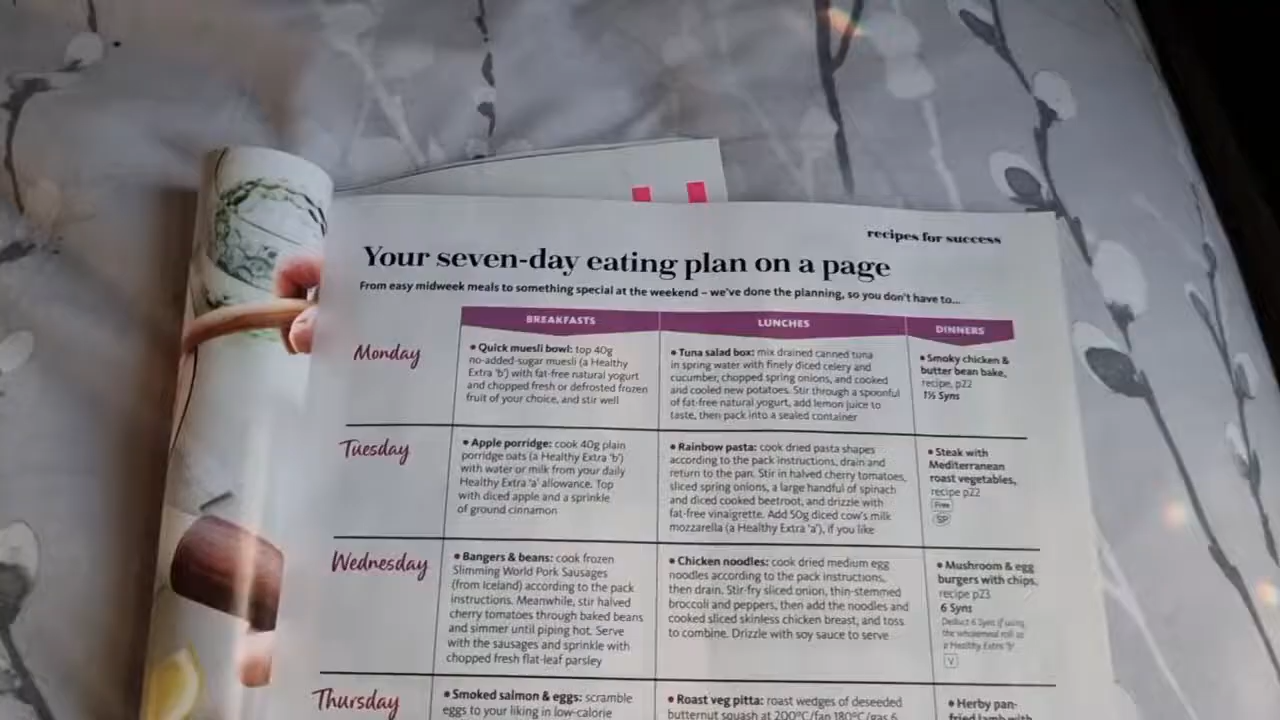 recipes for success
Your seven-day eating plan on a page
From easy midweek meals to something special at the weekend – we've done the planning, so you don't have to...
BREAKFASTS
LUNCHES
DINNERS
Monday
• Quick muesli bowl: top 40g
no-added-sugar muesli (a Healthy
Extra 'b') with fat-free natural yogurt
and chopped fresh or defrosted frozen
fruit of your choice, and stir well
• Tuna salad box: mix drained canned tuna
in spring water with finely diced celery and
cucumber, chopped spring onions, and cooked
and cooled new potatoes. Stir through a spoonful
of fat-free natural yogurt, add lemon juice to
taste, then pack into a sealed container
• Smoky chicken &
butter bean bake,
recipe, p22
1½ Syns
Tuesday
• Apple porridge: cook 40g plain
porridge oats (a Healthy Extra 'b')
with water or milk from your daily
Healthy Extra 'a' allowance. Top
with diced apple and a sprinkle
of ground cinnamon
• Rainbow pasta: cook dried pasta shapes
according to the pack instructions, drain and
return to the pan. Stir in halved cherry tomatoes,
sliced spring onions, a large handful of spinach
and diced cooked beetroot, and drizzle with
fat-free vinaigrette. Add 50g diced cow's milk
mozzarella (a Healthy Extra 'a'), if you like
• Steak with
Mediterranean
roast vegetables,
recipe p22
Free
SP
Wednesday
• Bangers & beans: cook frozen
Slimming World Pork Sausages
(from Iceland) according to the pack
instructions. Meanwhile, stir halved
cherry tomatoes through baked beans
and simmer until piping hot. Serve
with the sausages and sprinkle with
chopped fresh flat-leaf parsley
• Chicken noodles: cook dried medium egg
noodles according to the pack instructions,
then drain. Stir-fry sliced onion, thin-stemmed
broccoli and peppers, then add the noodles and
cooked sliced skinless chicken breast, and toss
to combine. Drizzle with soy sauce to serve
• Mushroom & egg
burgers with chips,
recipe p23
6 Syns
Deduct 6 Syns if using
the wholemeal roll as
a Healthy Extra 'b'
V
Thursday
• Smoked salmon & eggs: scramble
eggs to your liking in low-calorie
• Roast veg pitta: roast wedges of deseeded
butternut squash at 200°C/fan 180°C/gas 6
• Herby pan-
fried lamb with